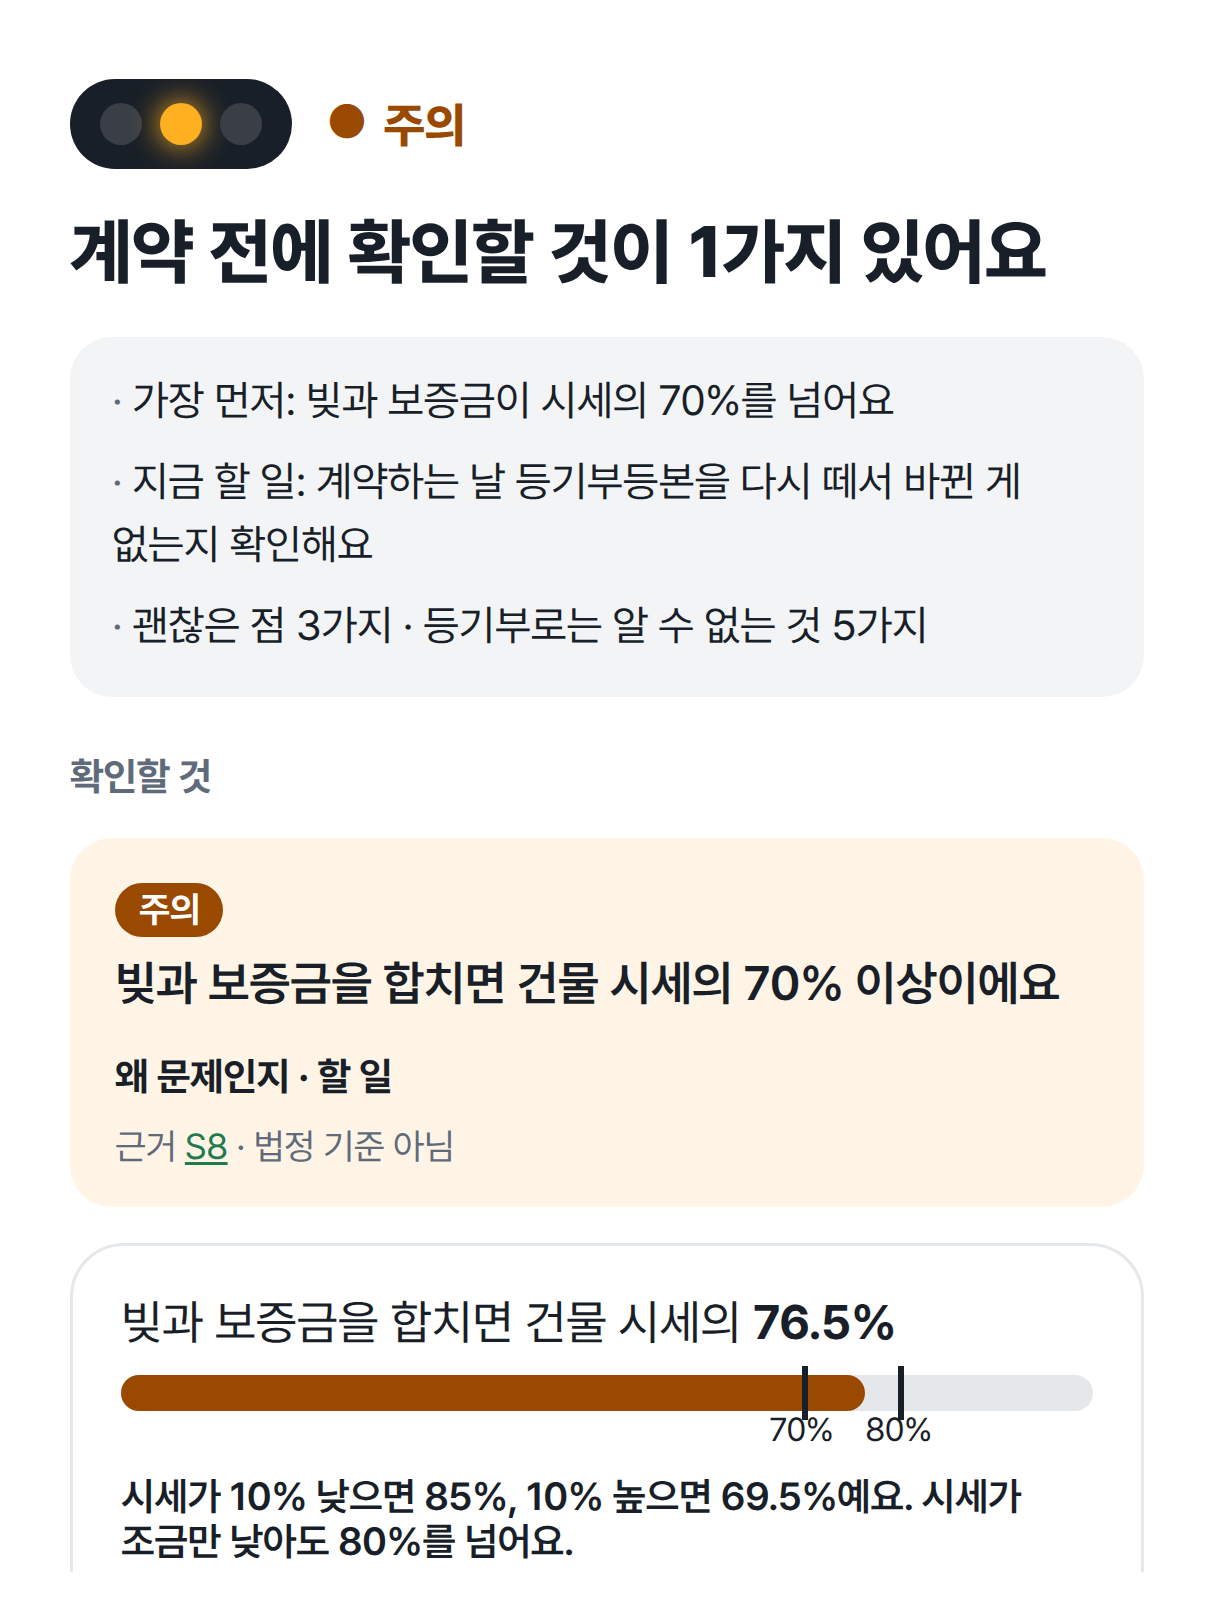 주의
계약 전에 확인할 것이 1가지 있어요
· 가장 먼저: 빚과 보증금이 시세의 70%를 넘어요
· 지금 할 일: 계약하는 날 등기부등본을 다시 떼서 바뀐 게
없는지 확인해요
· 괜찮은 점 3가지 · 등기부로는 알 수 없는 것 5가지
확인할 것
주의
빚과 보증금을 합치면 건물 시세의 70% 이상이에요
왜 문제인지 · 할 일
근거 S8 · 법정 기준 아님
빚과 보증금을 합치면 건물 시세의 76.5%
70% 80%
시세가 10% 낮으면 85%, 10% 높으면 69.5%예요. 시세가
조금만 낮아도 80%를 넘어요.